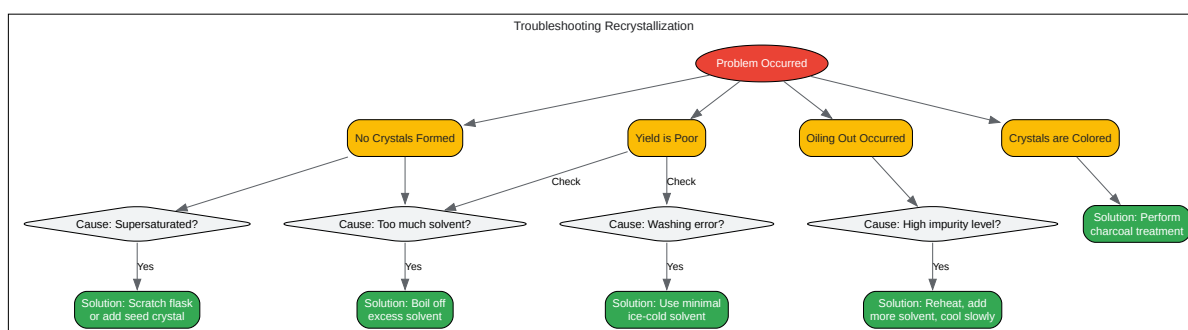 Troubleshooting Recrystallization
Problem Occurred
No Crystals Formed
Yield is Poor
Oiling Out Occurred
Crystals are Colored
Check
Check
Cause: Supersaturated?
Cause: Too much solvent?
Cause: Washing error?
Cause: High impurity level?
Solution: Perform
charcoal treatment
Yes
Yes
Yes
Yes
Solution: Scratch flask
or add seed crystal
Solution: Boil off
excess solvent
Solution: Use minimal
ice-cold solvent
Solution: Reheat, add
more solvent, cool slowly